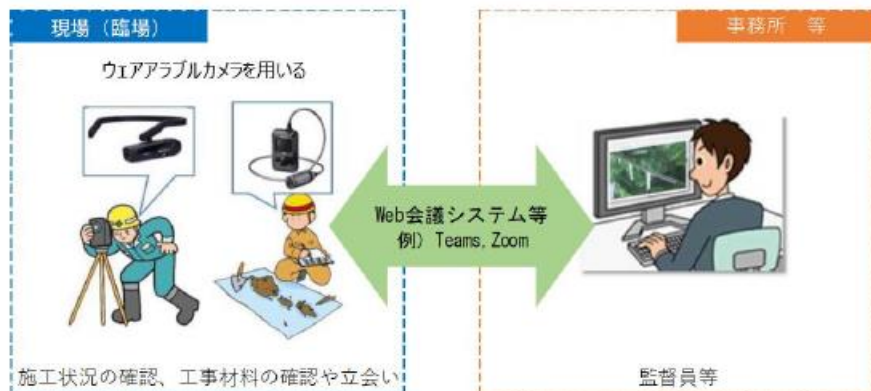 現場（臨場）
ウェアアラブルカメラを用いる
施工状況の確認、工事材料の確認や立会い
Web会議システム等
例）Teams,Zoom
事務所　等
監督員等